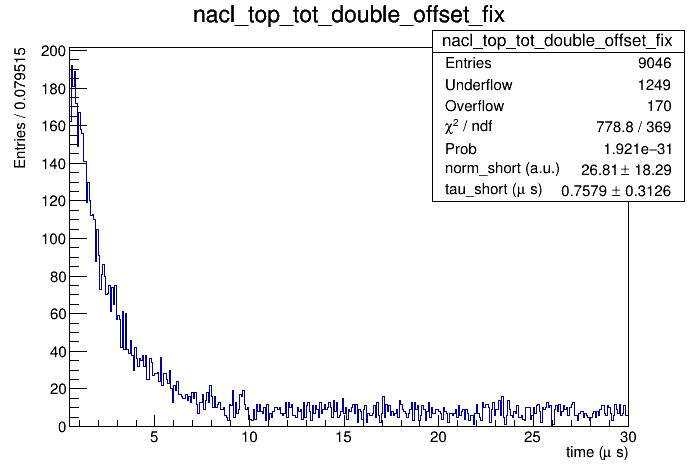 nacl_top_tot_double_offset_fix
nacl_top_tot_double_offset_fix
Entries 9046
Underflow 1249
Overflow 170
χ² / ndf 778.8 / 369
Prob 1.921e−31
norm_short (a.u.) 26.81 ± 18.29
tau_short (μ s) 0.7579 ± 0.3126
Entries / 0.079515
200
180
160
140
120
100
80
60
40
20
0
5 10 15 20 25 30
time (μ s)